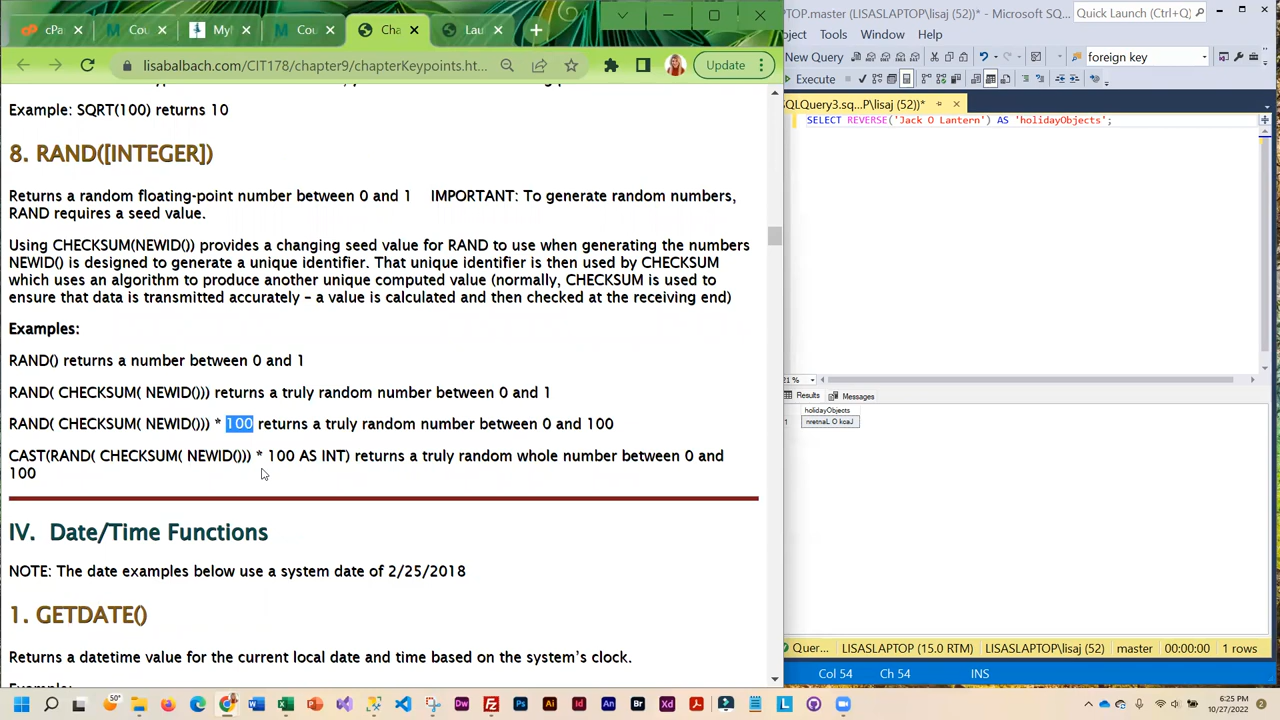 cPa
Cou
MyI
Cou
Cha
Lau
lisabalbach.com/CIT178/chapter9/chapterKeypoints.ht...
Update
Example: SQRT(100) returns 10
8. RAND([INTEGER])
Returns a random floating-point number between 0 and 1 IMPORTANT: To generate random numbers,
RAND requires a seed value.
Using CHECKSUM(NEWID()) provides a changing seed value for RAND to use when generating the numbers
NEWID() is designed to generate a unique identifier. That unique identifier is then used by CHECKSUM
which uses an algorithm to produce another unique computed value (normally, CHECKSUM is used to
ensure that data is transmitted accurately – a value is calculated and then checked at the receiving end)
Examples:
RAND() returns a number between 0 and 1
RAND( CHECKSUM( NEWID())) returns a truly random number between 0 and 1
RAND( CHECKSUM( NEWID())) * 100 returns a truly random number between 0 and 100
CAST(RAND( CHECKSUM( NEWID())) * 100 AS INT) returns a truly random whole number between 0 and
100
IV. Date/Time Functions
NOTE: The date examples below use a system date of 2/25/2018
1. GETDATE()
Returns a datetime value for the current local date and time based on the system's clock.
Example:
PTOP.master (LISASLAPTOP\lisaj (52))* - Microsoft SQ...
Quick Launch (Ctrl+Q)
oject Tools Window Help
New Query
foreign key
Execute
SQLQuery3.sq...P\lisaj (52))*
SELECT REVERSE('Jack O Lantern') AS 'holidayObjects';
21 %
Results Messages
holidayObjects
1 nretnaL O kcaJ
Quer... LISASLAPTOP (15.0 RTM) LISASLAPTOP\lisaj (52) master 00:00:00 1 rows
Col 54 Ch 54 INS
50°
6:25 PM
10/27/2022